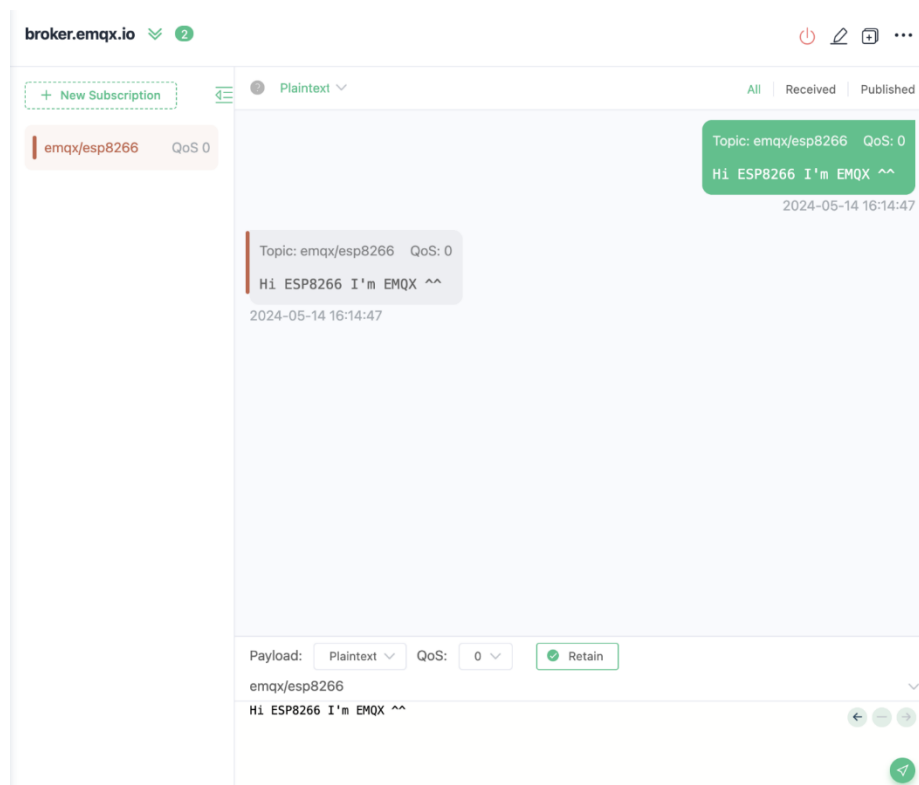 broker.emqx.io 2
+ New Subscription
emqx/esp8266 QoS 0
? Plaintext
All Received Published
Topic: emqx/esp8266 QoS: 0
Hi ESP8266 I'm EMQX ^^
2024-05-14 16:14:47
Topic: emqx/esp8266 QoS: 0
Hi ESP8266 I'm EMQX ^^
2024-05-14 16:14:47
Payload: Plaintext QoS: 0 Retain
emqx/esp8266
Hi ESP8266 I'm EMQX ^^